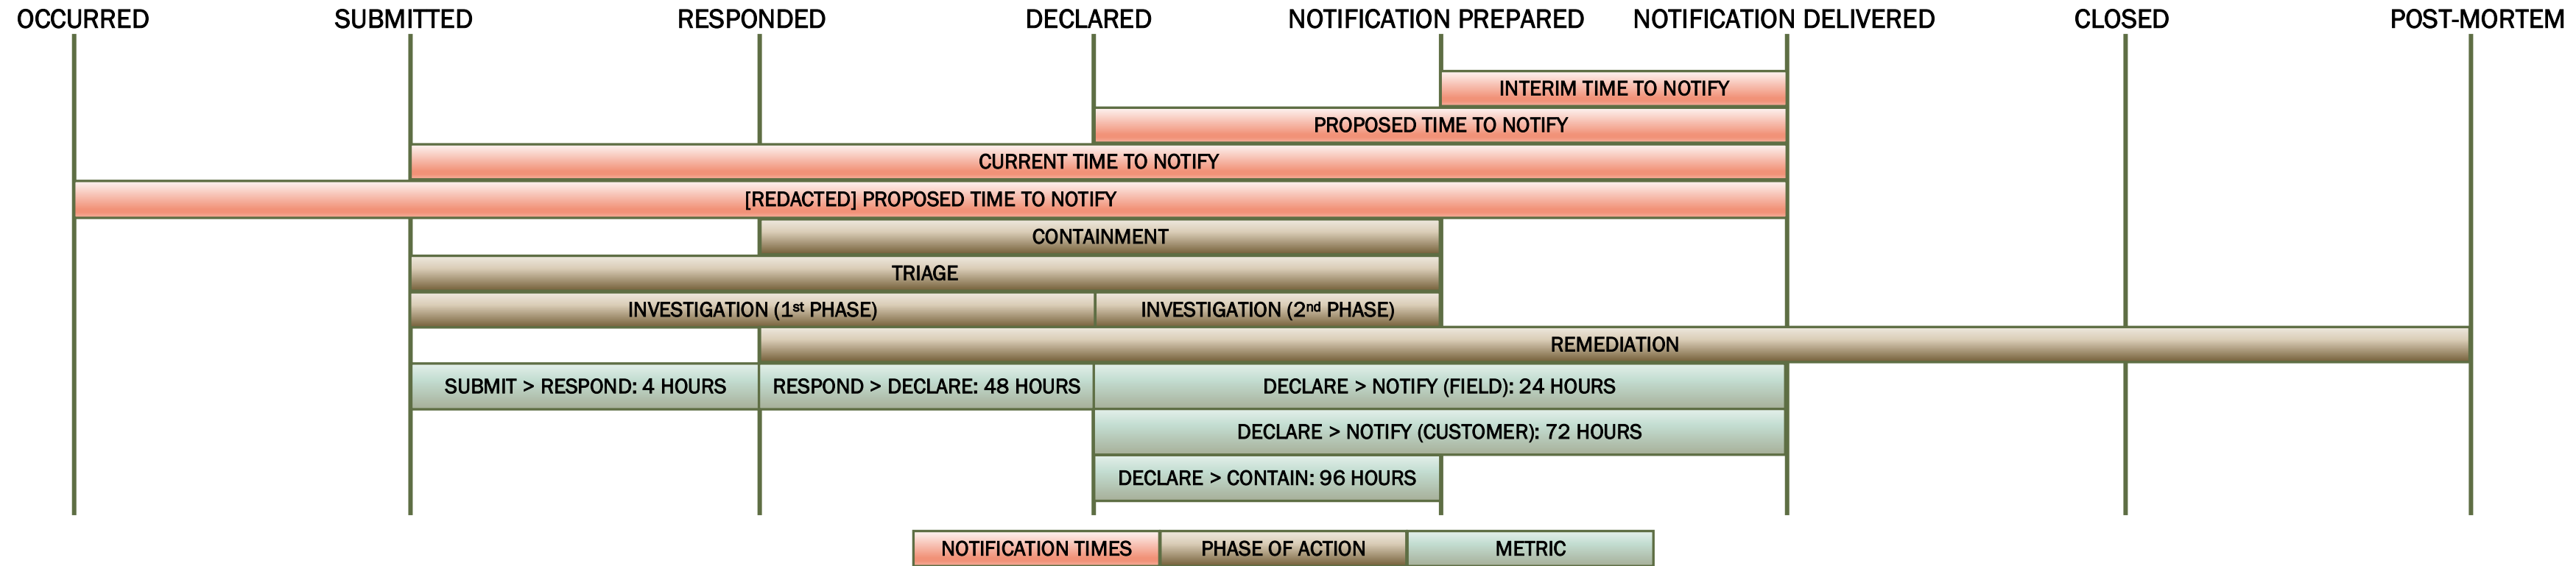 OCCURRED
SUBMITTED
RESPONDED
DECLARED
NOTIFICATION PREPARED
NOTIFICATION DELIVERED
CLOSED
POST-MORTEM
INTERIM TIME TO NOTIFY
PROPOSED TIME TO NOTIFY
CURRENT TIME TO NOTIFY
[REDACTED] PROPOSED TIME TO NOTIFY
CONTAINMENT
TRIAGE
INVESTIGATION (1st PHASE)
INVESTIGATION (2nd PHASE)
REMEDIATION
SUBMIT > RESPOND: 4 HOURS
RESPOND > DECLARE: 48 HOURS
DECLARE > NOTIFY (FIELD): 24 HOURS
DECLARE > NOTIFY (CUSTOMER): 72 HOURS
DECLARE > CONTAIN: 96 HOURS
NOTIFICATION TIMES
PHASE OF ACTION
METRIC